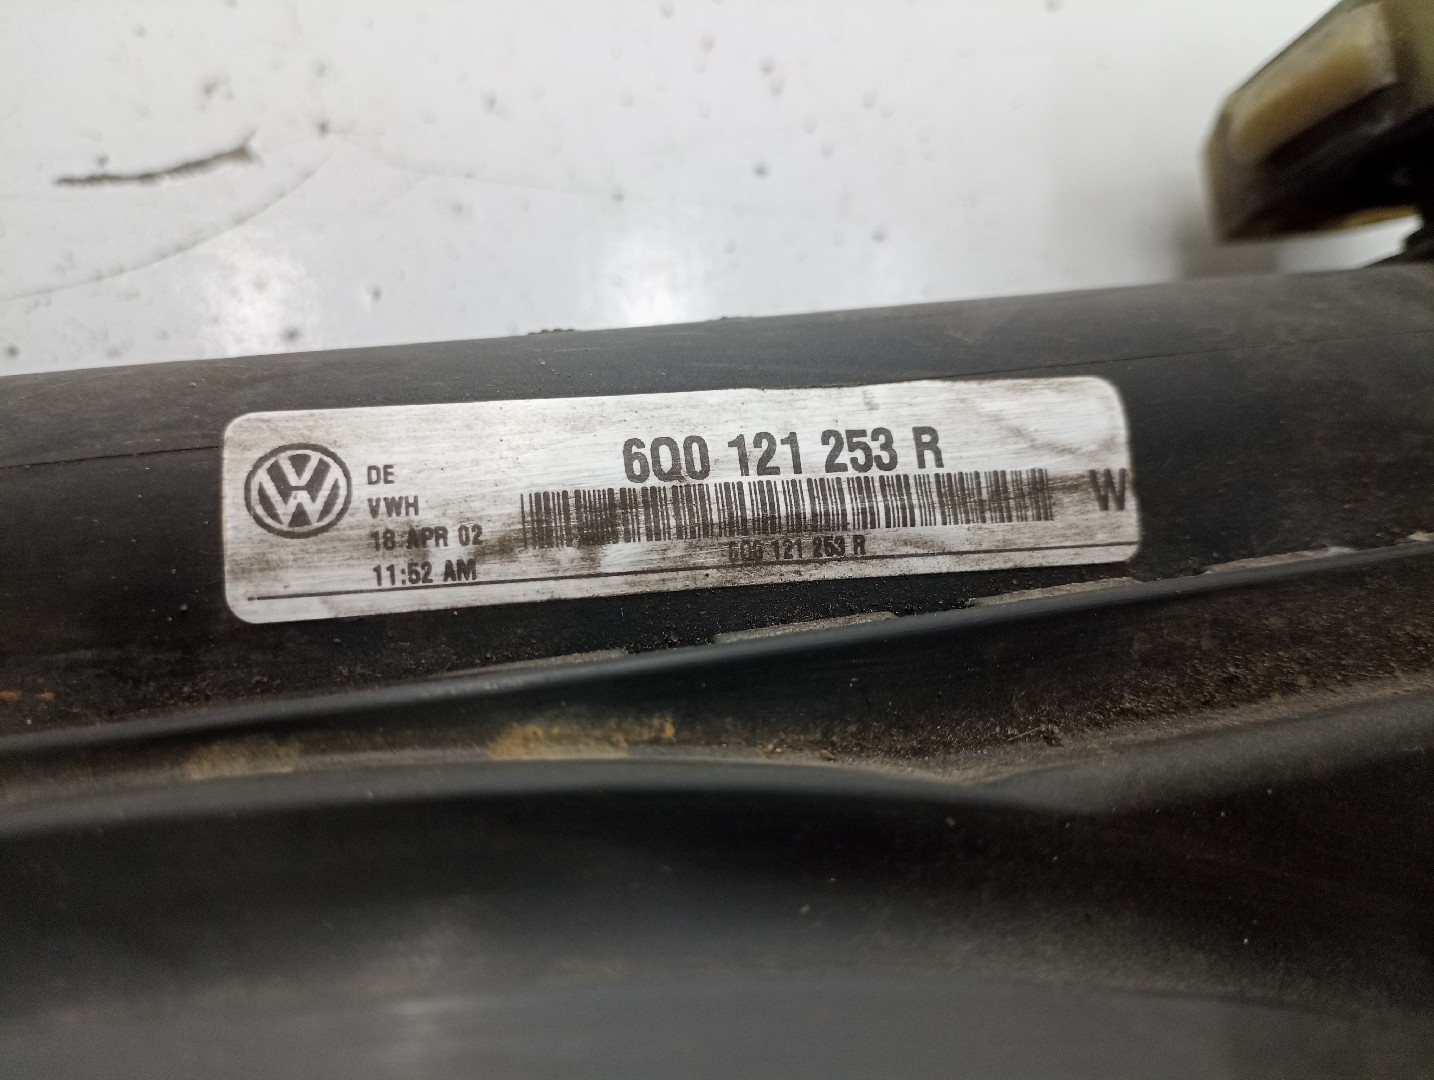 6Q0 121 253 R
DE
VWH
18 APR 02
11:52 AM
W
6Q0 121 253 R